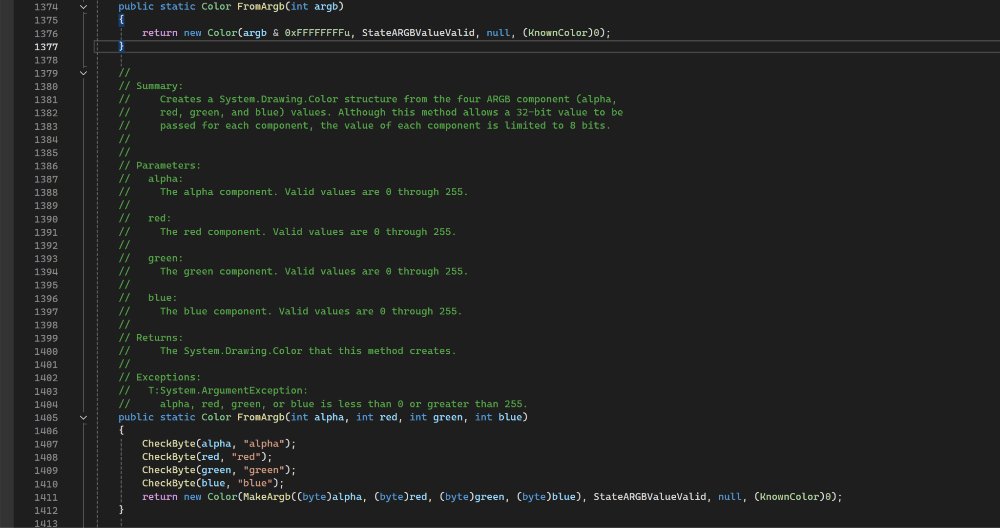 1374 public static Color FromArgb(int argb)
1375 {
1376 return new Color(argb & 0xFFFFFFFFu, StateARGBValueValid, null, (KnownColor)0);
1377 }
1378
1379 //
1380 // Summary:
1381 //     Creates a System.Drawing.Color structure from the four ARGB component (alpha,
1382 //     red, green, and blue) values. Although this method allows a 32-bit value to be
1383 //     passed for each component, the value of each component is limited to 8 bits.
1384 //
1385 //
1386 // Parameters:
1387 //   alpha:
1388 //     The alpha component. Valid values are 0 through 255.
1389 //
1390 //   red:
1391 //     The red component. Valid values are 0 through 255.
1392 //
1393 //   green:
1394 //     The green component. Valid values are 0 through 255.
1395 //
1396 //   blue:
1397 //     The blue component. Valid values are 0 through 255.
1398 //
1399 // Returns:
1400 //     The System.Drawing.Color that this method creates.
1401 //
1402 // Exceptions:
1403 //   T:System.ArgumentException:
1404 //     alpha, red, green, or blue is less than 0 or greater than 255.
1405 public static Color FromArgb(int alpha, int red, int green, int blue)
1406 {
1407 CheckByte(alpha, "alpha");
1408 CheckByte(red, "red");
1409 CheckByte(green, "green");
1410 CheckByte(blue, "blue");
1411 return new Color(MakeArgb((byte)alpha, (byte)red, (byte)green, (byte)blue), StateARGBValueValid, null, (KnownColor)0);
1412 }
1413